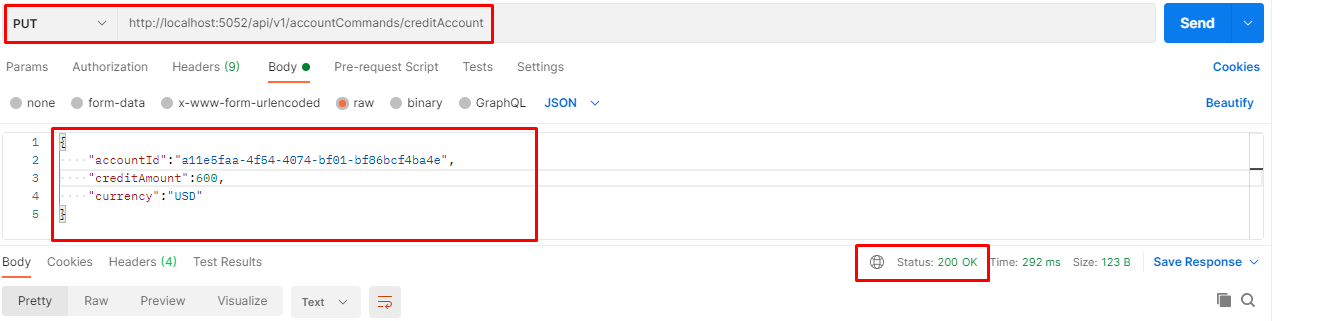 PUT http://localhost:5052/api/v1/accountCommands/creditAccount Send
Params Authorization Headers (9) Body Pre-request Script Tests Settings Cookies
none form-data x-www-form-urlencoded raw binary GraphQL JSON Beautify
1 {
2 ····"accountId":"a11e5faa-4f54-4074-bf01-bf86bcf4ba4e",
3 ····"creditAmount":600,
4 ····"currency":"USD"
5 }
Body Cookies Headers (4) Test Results Status: 200 OK Time: 292 ms Size: 123 B Save Response
Pretty Raw Preview Visualize Text